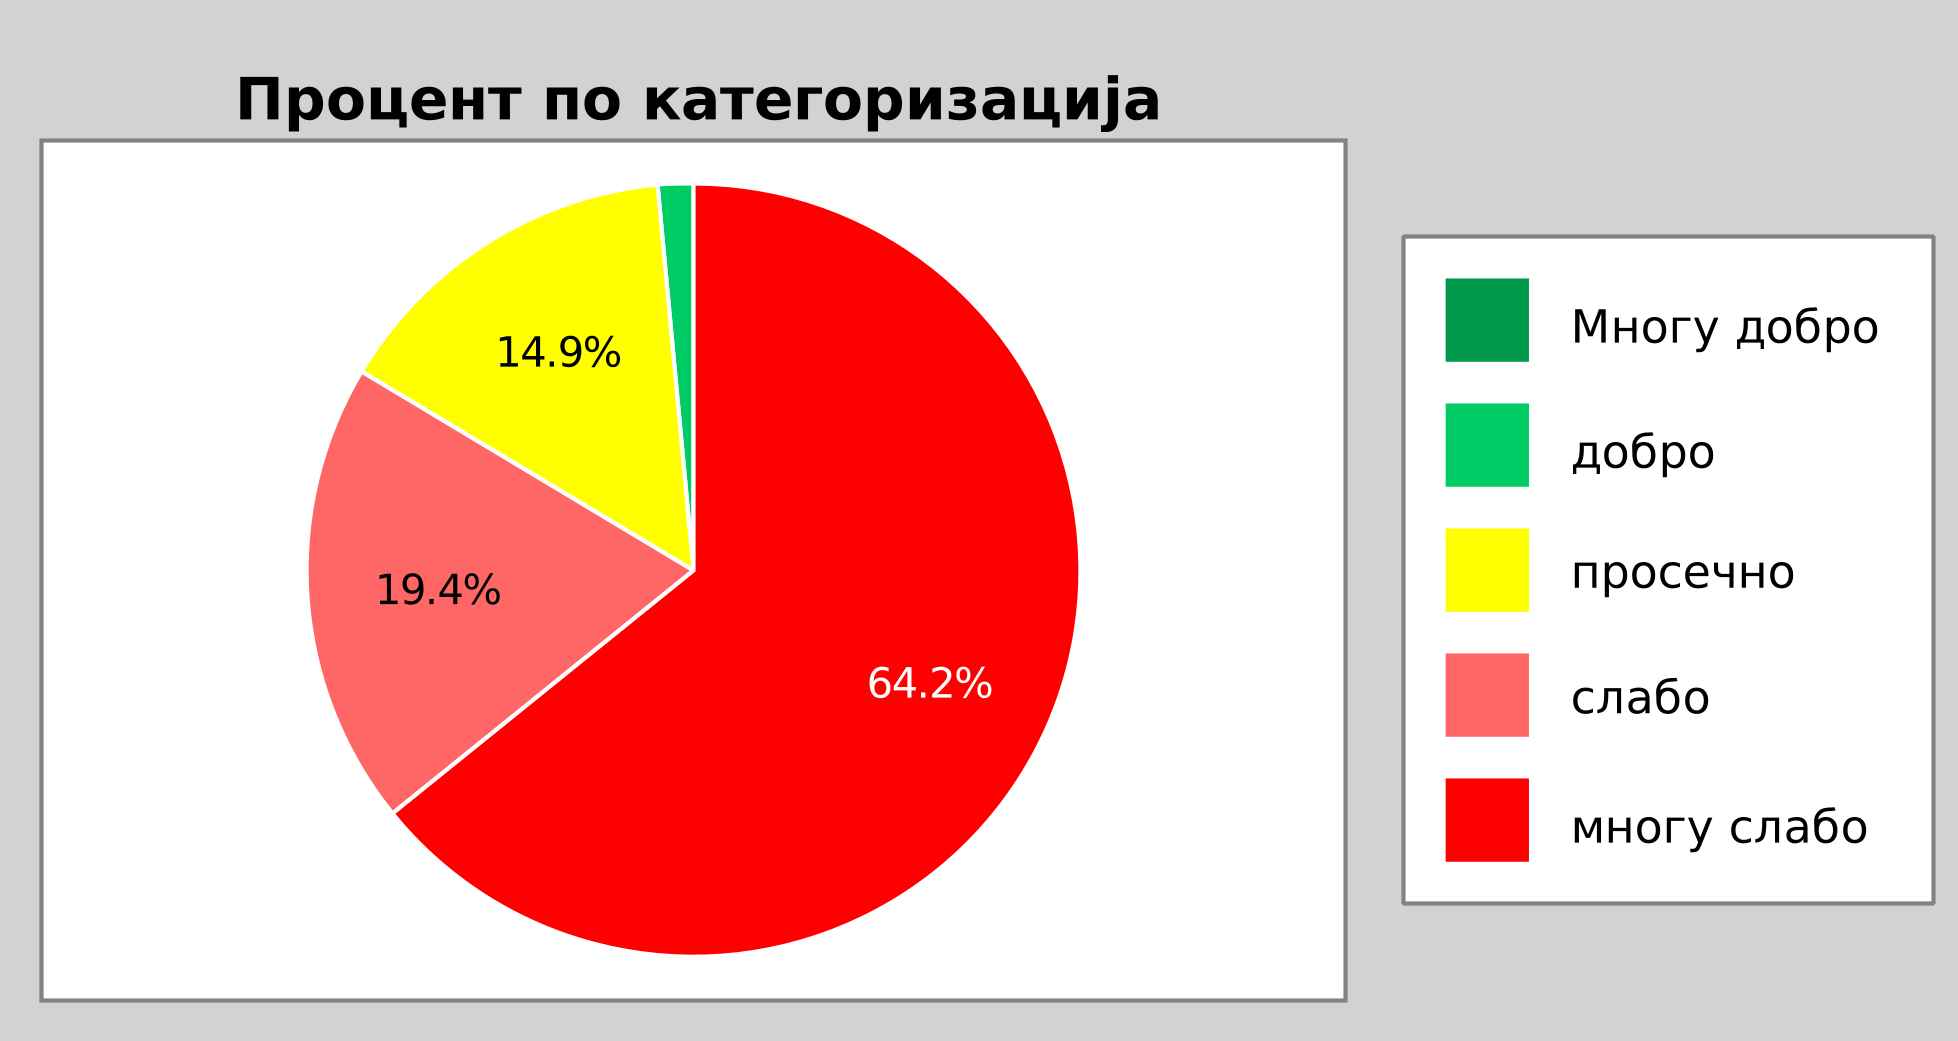 Процент по категоризација
14.9%
19.4%
64.2%
Многу добро
добро
просечно
слабо
многу слабо